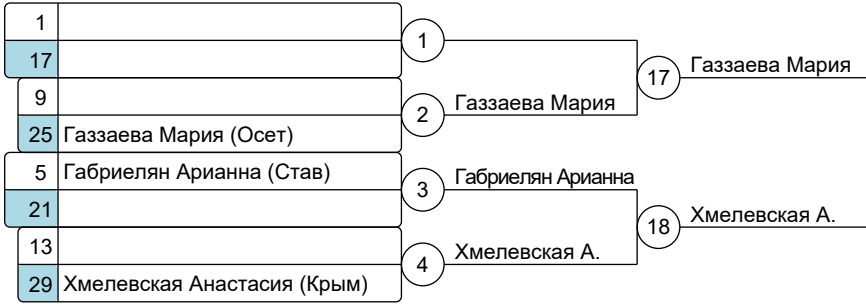 1
17
1
9
25 Газзаева Мария (Осет)
2
Газзаева Мария
17
Газзаева Мария
5 Габриелян Арианна (Став)
21
3
Габриелян Арианна
13
29 Хмелевская Анастасия (Крым)
4
Хмелевская А.
18
Хмелевская А.